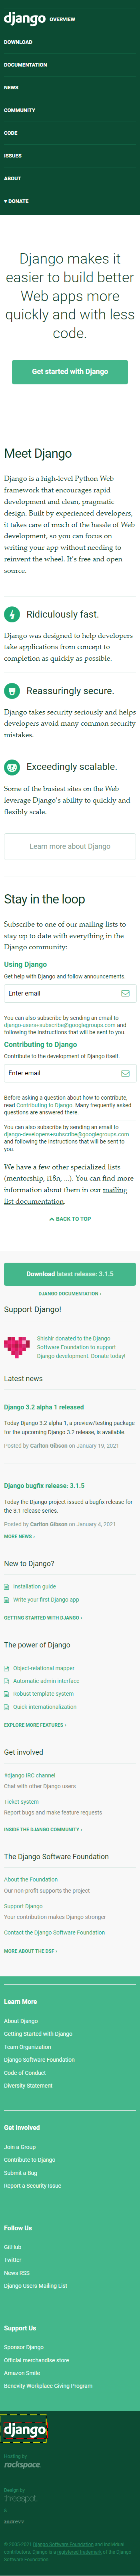 django OVERVIEW
DOWNLOAD
DOCUMENTATION
NEWS
COMMUNITY
CODE
ISSUES
ABOUT
♥ DONATE
Django makes it
easier to build better
Web apps more
quickly and with less
code.
Get started with Django
Meet Django
Django is a high-level Python Web
framework that encourages rapid
development and clean, pragmatic
design. Built by experienced developers,
it takes care of much of the hassle of Web
development, so you can focus on
writing your app without needing to
reinvent the wheel. It's free and open
source.
Ridiculously fast.
Django was designed to help developers
take applications from concept to
completion as quickly as possible.
Reassuringly secure.
Django takes security seriously and helps
developers avoid many common security
mistakes.
Exceedingly scalable.
Some of the busiest sites on the Web
leverage Django's ability to quickly and
flexibly scale.
Learn more about Django
Stay in the loop
Subscribe to one of our mailing lists to
stay up to date with everything in the
Django community:
Using Django
Get help with Django and follow announcements.
Enter email
You can also subscribe by sending an email to
django-users+subscribe@googlegroups.com and
following the instructions that will be sent to you.
Contributing to Django
Contribute to the development of Django itself.
Enter email
Before asking a question about how to contribute,
read Contributing to Django. Many frequently asked
questions are answered there.
You can also subscribe by sending an email to
django-developers+subscribe@googlegroups.com
and following the instructions that will be sent to
you.
We have a few other specialized lists
(mentorship, i18n, ...). You can find more
information about them in our mailing
list documentation.
BACK TO TOP
Download latest release: 3.1.5
DJANGO DOCUMENTATION ›
Support Django!
Shishir donated to the Django
Software Foundation to support
Django development. Donate today!
Latest news
Django 3.2 alpha 1 released
Today Django 3.2 alpha 1, a preview/testing package
for the upcoming Django 3.2 release, is available.
Posted by Carlton Gibson on January 19, 2021
Django bugfix release: 3.1.5
Today the Django project issued a bugfix release for
the 3.1 release series.
Posted by Carlton Gibson on January 4, 2021
MORE NEWS ›
New to Django?
Installation guide
Write your first Django app
GETTING STARTED WITH DJANGO ›
The power of Django
Object-relational mapper
Automatic admin interface
Robust template system
Quick internationalization
EXPLORE MORE FEATURES ›
Get involved
#django IRC channel
Chat with other Django users
Ticket system
Report bugs and make feature requests
INSIDE THE DJANGO COMMUNITY ›
The Django Software Foundation
About the Foundation
Our non-profit supports the project
Support Django
Your contribution makes Django stronger
Contact the Django Software Foundation
MORE ABOUT THE DSF ›
Learn More
About Django
Getting Started with Django
Team Organization
Django Software Foundation
Code of Conduct
Diversity Statement
Get Involved
Join a Group
Contribute to Django
Submit a Bug
Report a Security Issue
Follow Us
GitHub
Twitter
News RSS
Django Users Mailing List
Support Us
Sponsor Django
Official merchandise store
Amazon Smile
Benevity Workplace Giving Program
django
Hosting by
rackspace
Design by
threespot.
&
© 2005-2021 Django Software Foundation and individual
contributors. Django is a registered trademark of the Django
Software Foundation.